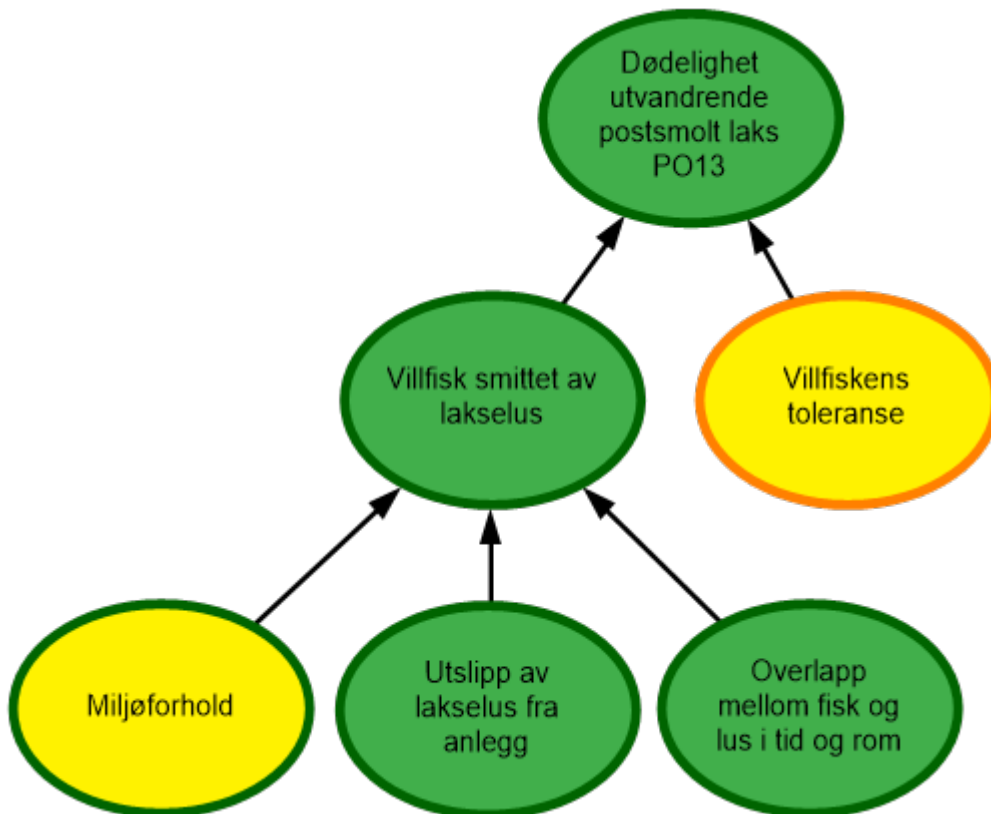 Dødelighet
utvandrende
postsmolt laks
PO13
Villfisk smittet av
lakselus
Villfiskens
toleranse
Miljøforhold
Utslipp av
lakselus fra
anlegg
Overlapp
mellom fisk og
lus i tid og rom